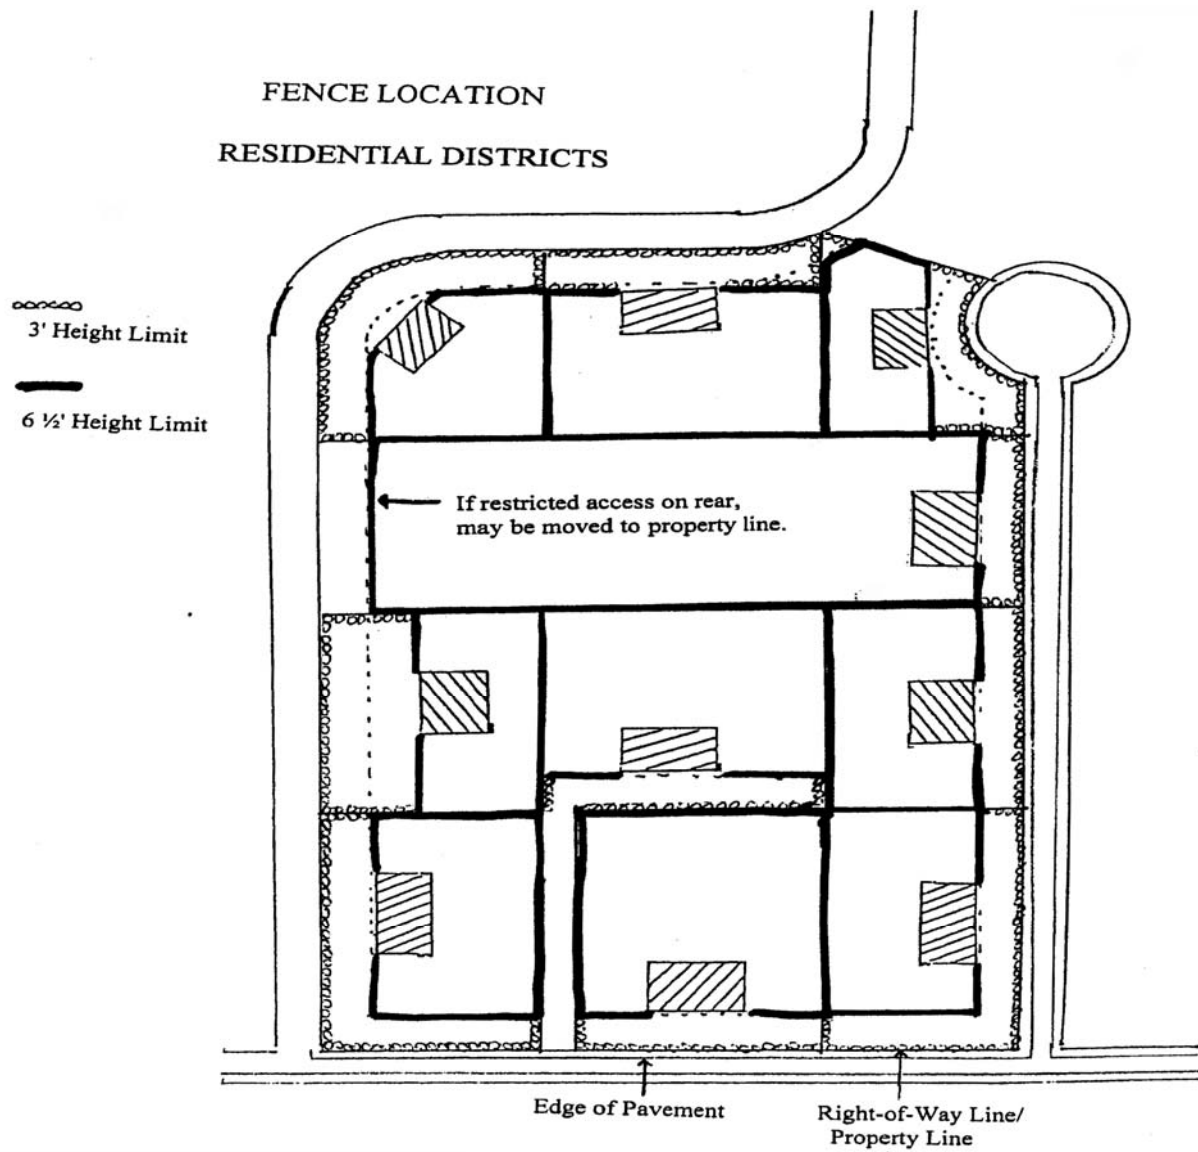 FENCE LOCATION
RESIDENTIAL DISTRICTS
3' Height Limit
6 ½' Height Limit
If restricted access on rear,
may be moved to property line.
Edge of Pavement
Right-of-Way Line/
Property Line